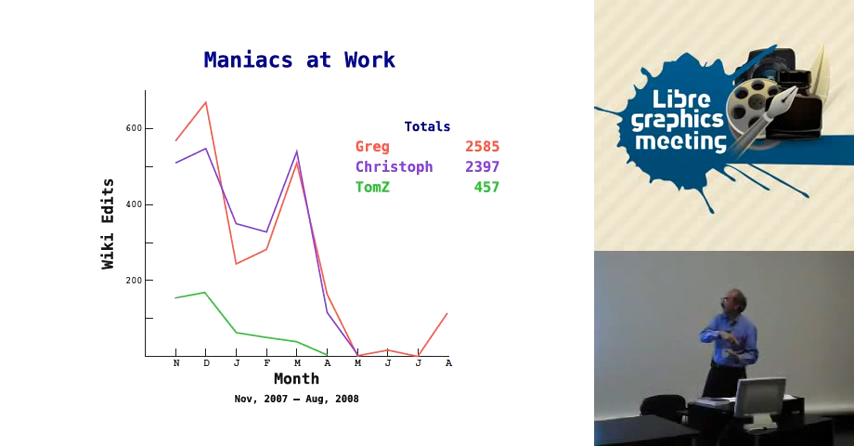 Maniacs at Work
Totals
Greg 2585
Christoph 2397
TomZ 457
Wiki Edits
600
400
200
N D J F M A M J J A
Month
Nov, 2007 — Aug, 2008
Libre
graphics
meeting